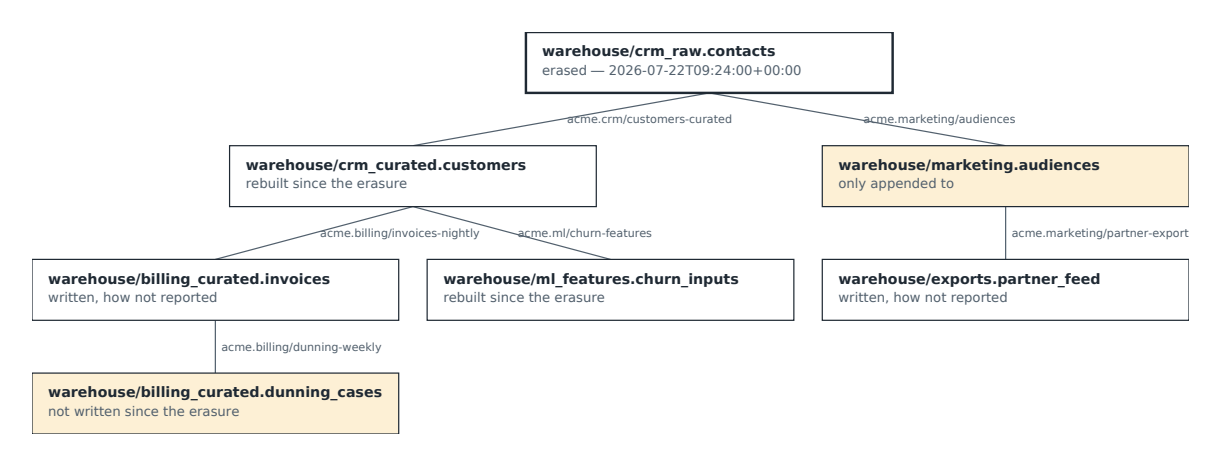 warehouse/crm_raw.contacts
erased — 2026-07-22T09:24:00+00:00
acme.crm/customers-curated
acme.marketing/audiences
warehouse/crm_curated.customers
rebuilt since the erasure
warehouse/marketing.audiences
only appended to
acme.billing/invoices-nightly
acme.ml/churn-features
acme.marketing/partner-export
warehouse/billing_curated.invoices
written, how not reported
warehouse/ml_features.churn_inputs
rebuilt since the erasure
warehouse/exports.partner_feed
written, how not reported
acme.billing/dunning-weekly
warehouse/billing_curated.dunning_cases
not written since the erasure